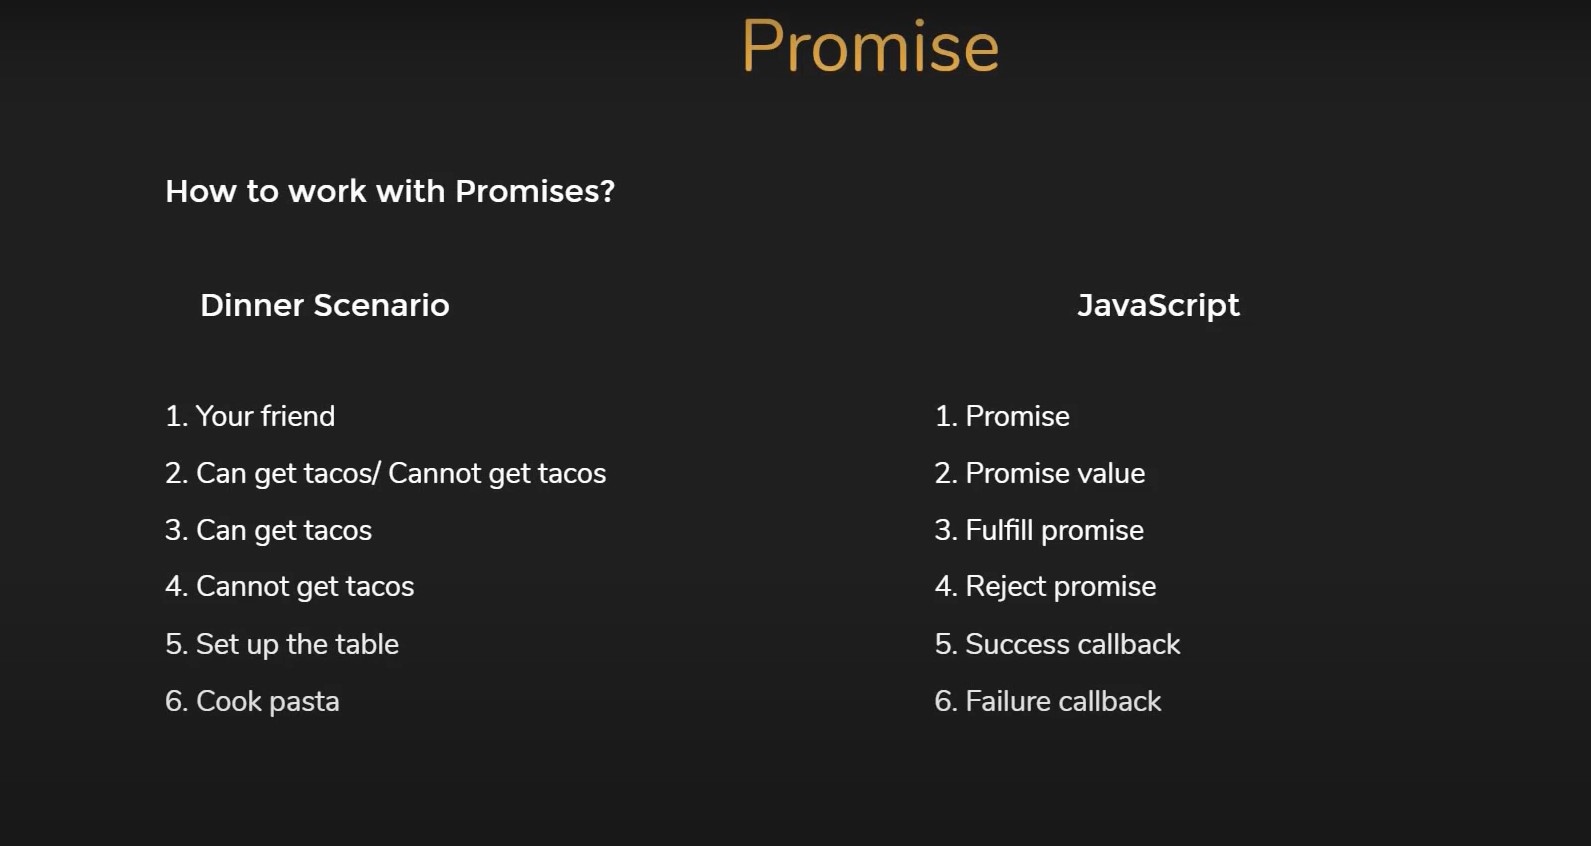 Promise
How to work with Promises?
Dinner Scenario
1. Your friend
2. Can get tacos/ Cannot get tacos
3. Can get tacos
4. Cannot get tacos
5. Set up the table
6. Cook pasta
JavaScript
1. Promise
2. Promise value
3. Fulfill promise
4. Reject promise
5. Success callback
6. Failure callback